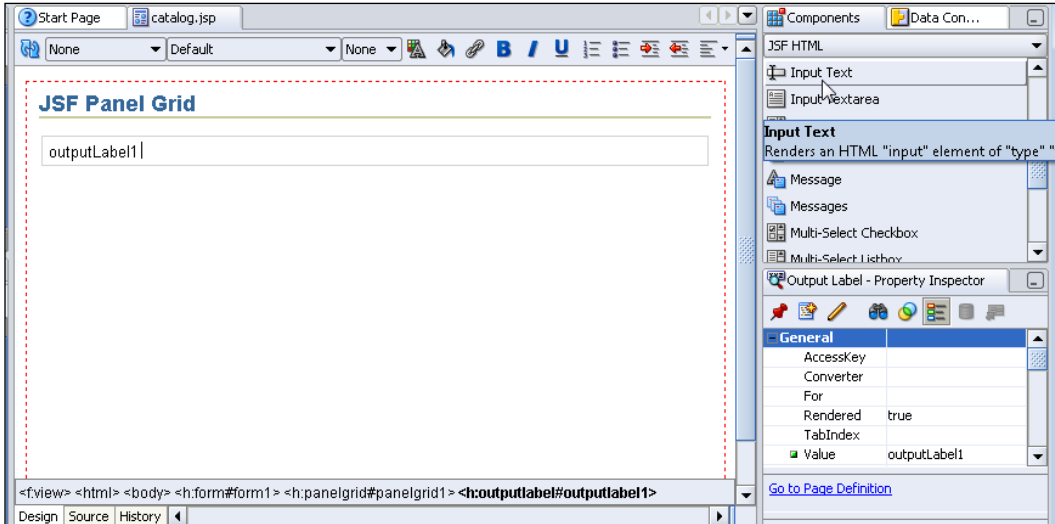 Start Page
catalog.jsp
None
Default
None
B I U
JSF Panel Grid
outputLabel1
<f:view> <html> <body> <h:form#form1> <h:panelgrid#panelgrid1> <h:outputlabel#outputlabel1>
Design Source History
Components
Data Con...
JSF HTML
Input Text
Input Textarea
Input Text
Renders an HTML "input" element of "type" "
Message
Messages
Multi-Select Checkbox
Multi-Select Listbox
Output Label - Property Inspector
General
AccessKey
Converter
For
Rendered true
TabIndex
Value outputLabel1
Go to Page Definition